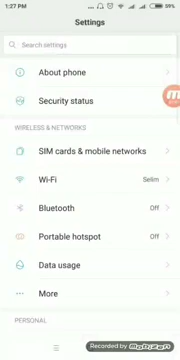 1:27 PM
59%
Settings
Search settings
About phone
Security status
WIRELESS & NETWORKS
SIM cards & mobile networks
Wi-Fi Selim
Bluetooth Off
Portable hotspot Off
Data usage
More
PERSONAL
Recorded by
Mobizen